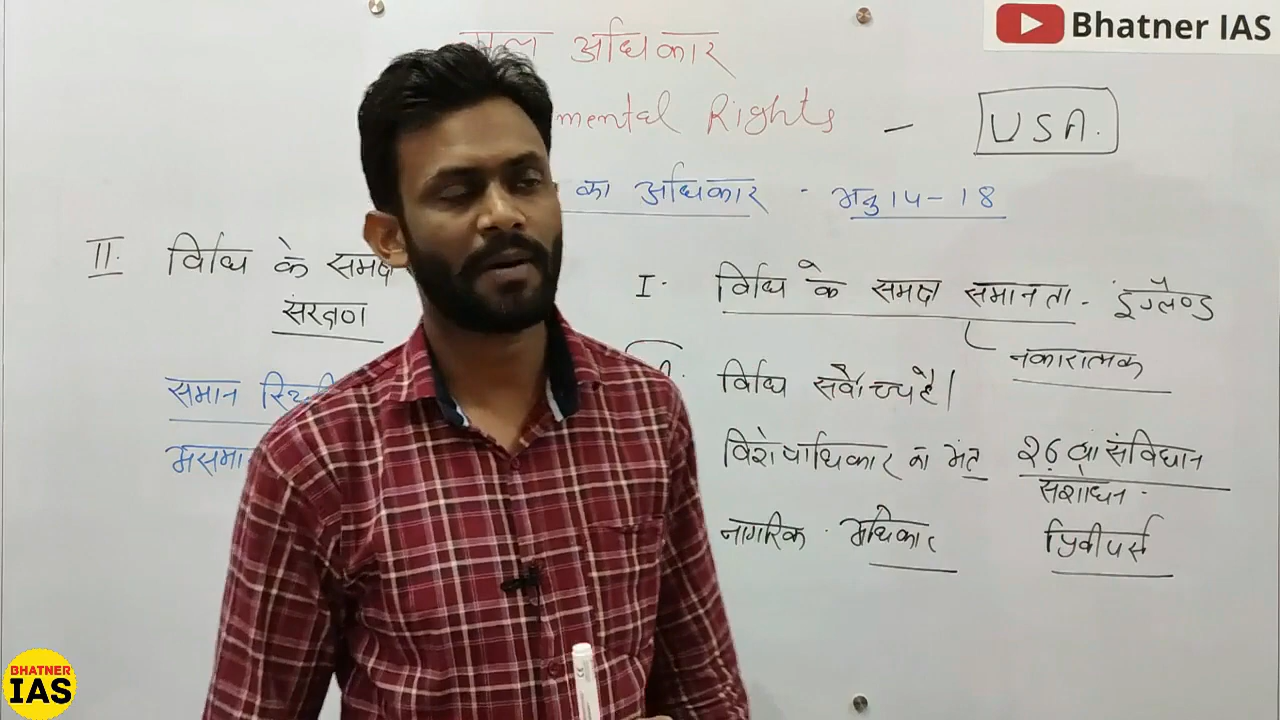 Bhatner IAS
मूल अधिकार
mental Rights - USA.
का अधिकार - अनु 14-18
II. विधि के समक्ष
संरक्षण
समान
I. विधि के समक्ष समानता - इंग्लैण्ड
नकारात्मक
विधि सर्वोच्च है।
विशेषाधिकार का अंत 26 वां संविधान
संशोधन -
नागरिक - अधिकार प्रिवीपर्स
BHATNER
IAS